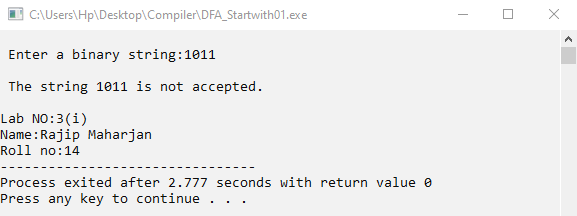 C:\Users\Hp\Desktop\Compiler\DFA_Startwith01.exe
Enter a binary string:1011
The string 1011 is not accepted.
Lab NO:3(i)
Name:Rajip Maharjan
Roll no:14
--------------------------------
Process exited after 2.777 seconds with return value 0
Press any key to continue . . .